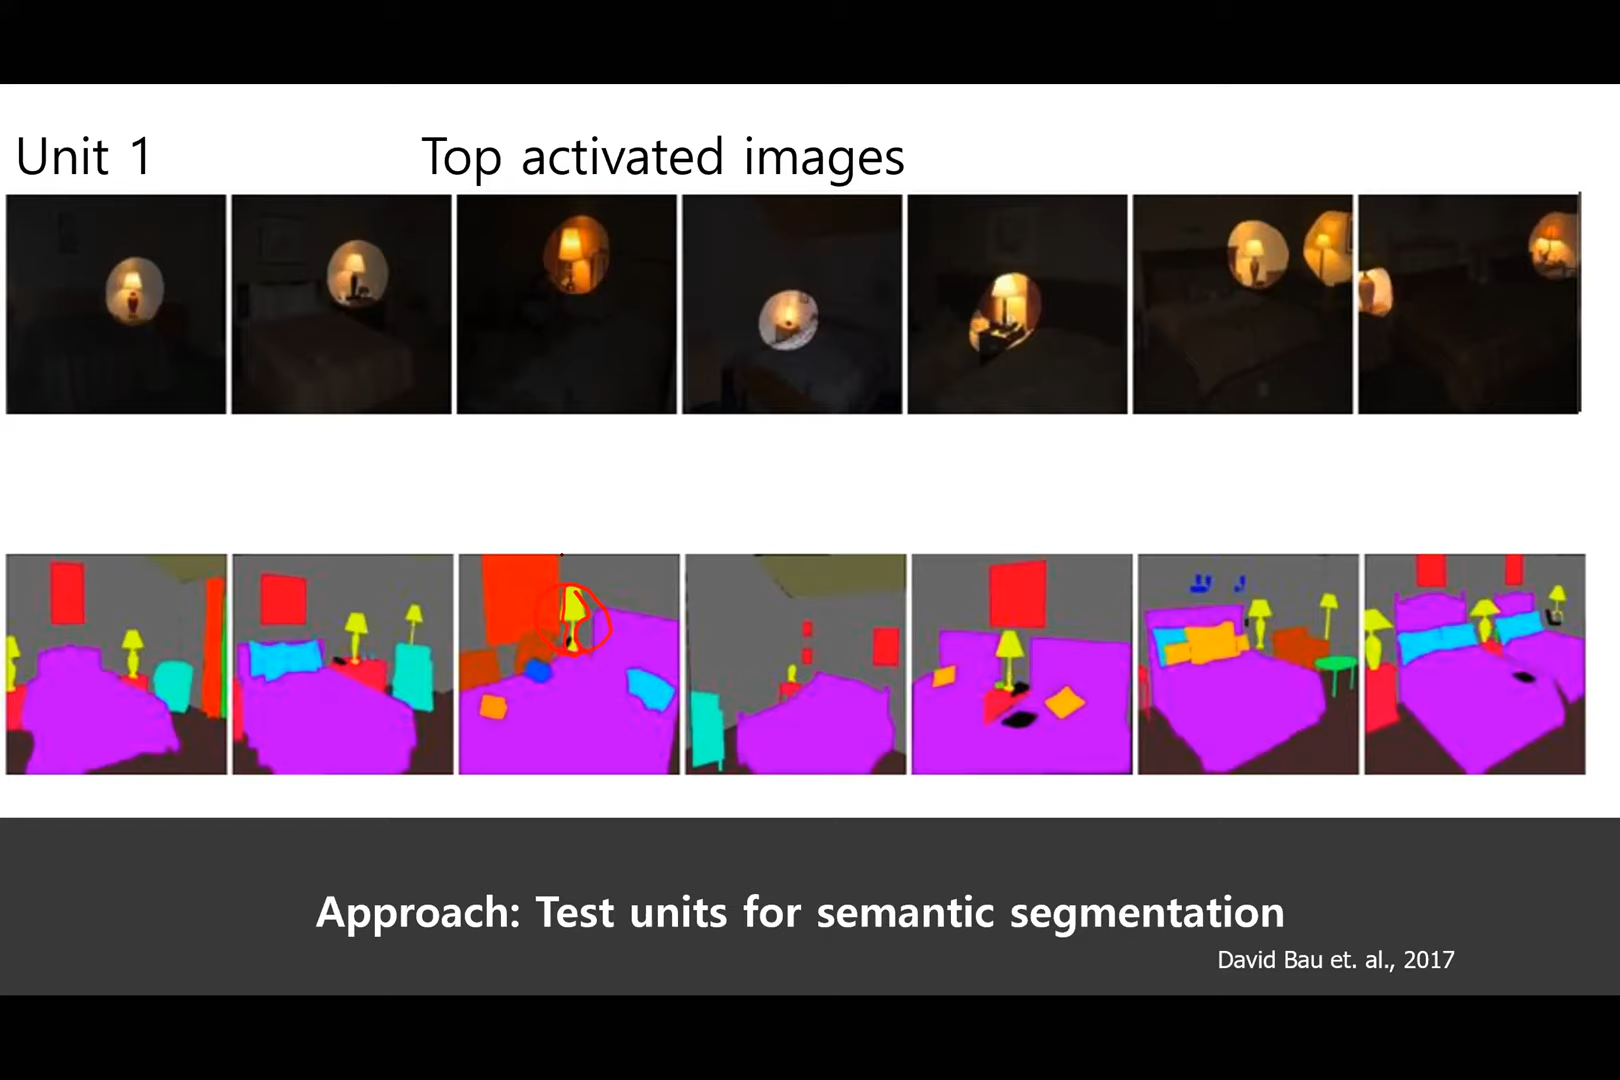 Unit 1
Top activated images
Approach: Test units for semantic segmentation
David Bau et. al., 2017